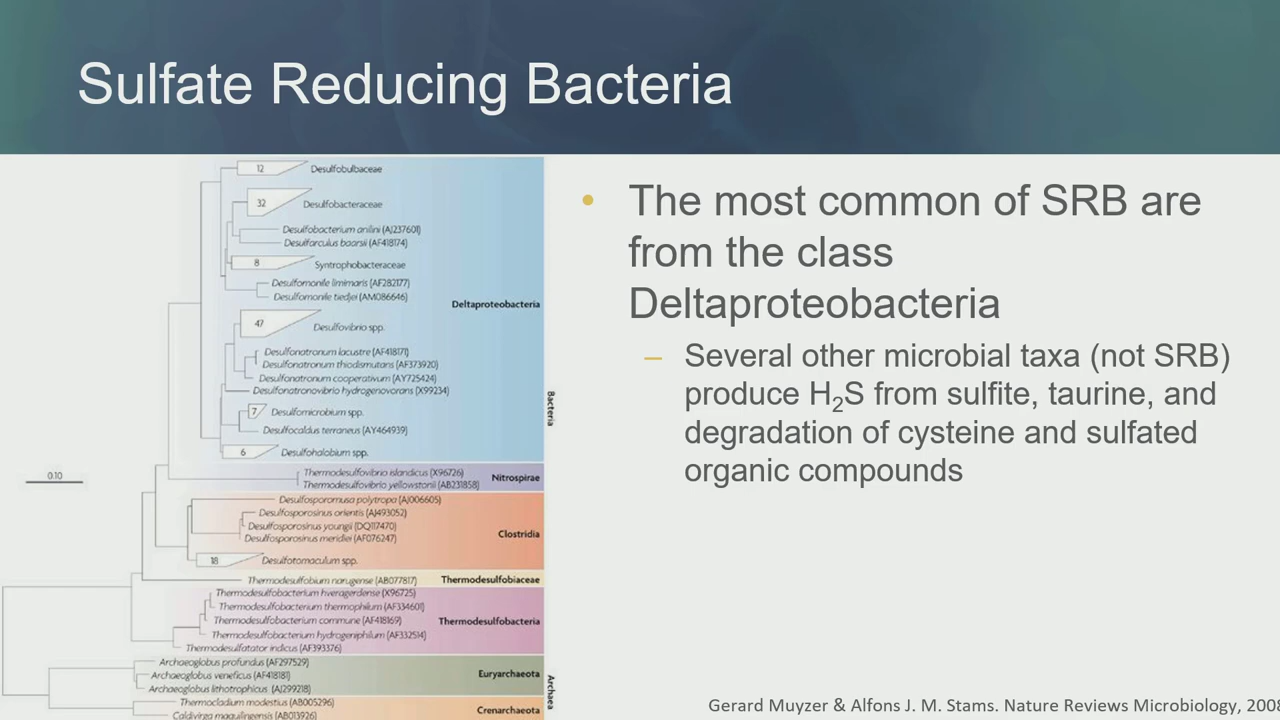 Sulfate Reducing Bacteria
12 Desulfobulbaceae
32 Desulfobacteraceae
Desulfobacterium anilini (AJ237601)
Desulfarculus baarsii (AF418174)
8 Syntrophobacteraceae
Desulfomonile limimaris (AF282177)
Desulfomonile tiedjei (AM086646)
Deltaproteobacteria
47 Desulfovibrio spp.
Desulfonatronum lacustre (AF418171)
Desulfonatronum thiodismutans (AF373920)
Desulfonatronum cooperativum (AY725424)
Desulfonatronovibrio hydrogenovorans (X99234)
7 Desulfomicrobium spp.
Desulfocaldus terraneus (AY464939)
6 Desulfohalobium spp.
Bacteria
0.10
Thermodesulfovibrio islandicus (X96726)
Thermodesulfovibrio yellowstonii (AB231858)
Nitrospirae
Desulfosporomusa polytropa (AJ006605)
Desulfosporosinus orientis (AJ493052)
Desulfosporosinus youngii (DQ117470)
Desulfosporosinus meridiei (AF076247)
Clostridia
18 Desulfotomaculum spp.
Thermodesulfobium narugense (AB077817)
Thermodesulfobiaceae
Thermodesulfobacterium hveragerdense (X96725)
Thermodesulfobacterium thermophilum (AF334601)
Thermodesulfobacterium commune (AF418169)
Thermodesulfobacteria
Thermodesulfobacterium hydrogeniphilum (AF332514)
Thermodesulfatator indicus (AF393376)
Archaeoglobus profundus (AF297529)
Archaeoglobus veneficus (AF418181)
Archaeoglobus lithotrophicus (AJ299218)
Euryarchaeota
Thermocladium modestius (AB005296)
Caldivirga maquilingensis (AB013926)
Crenarchaeota
Archaea
• The most common of SRB are
from the class
Deltaproteobacteria
– Several other microbial taxa (not SRB)
produce H₂S from sulfite, taurine, and
degradation of cysteine and sulfated
organic compounds
Gerard Muyzer & Alfons J. M. Stams. Nature Reviews Microbiology, 2008